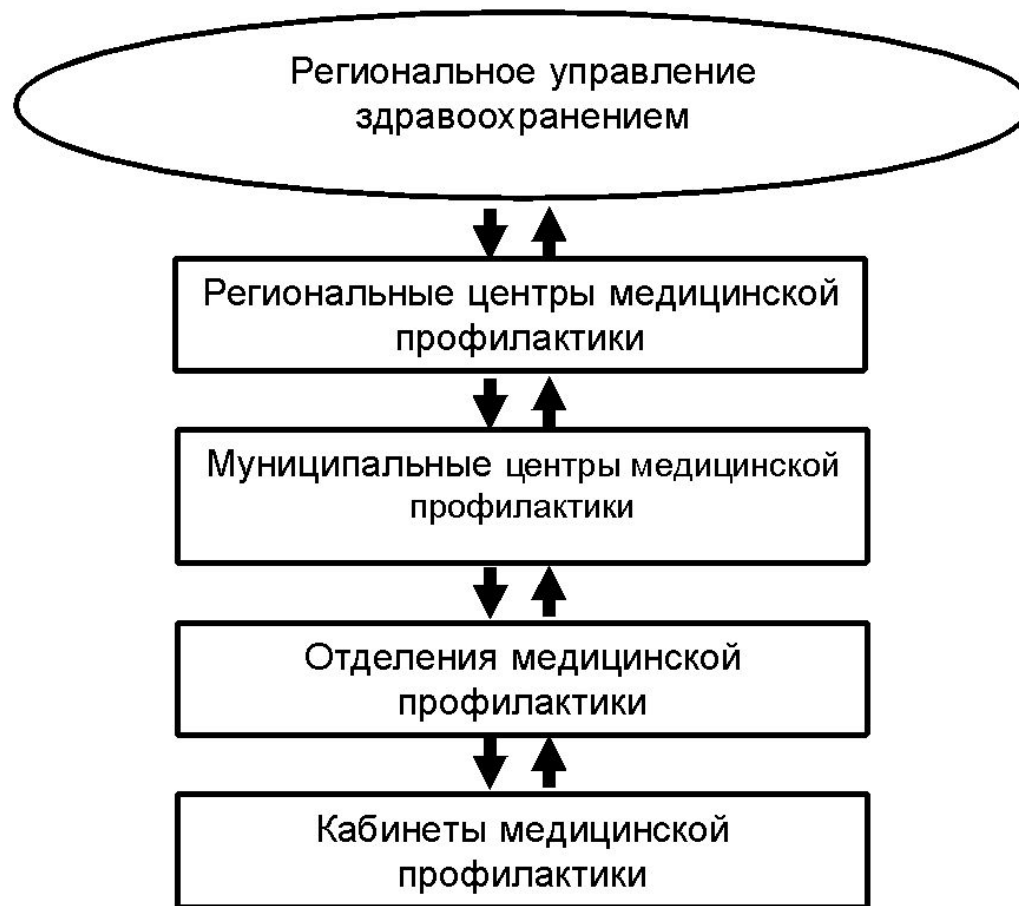 Региональное управление
здравоохранением
Региональные центры медицинской
профилактики
Муниципальные центры медицинской
профилактики
Отделения медицинской
профилактики
Кабинеты медицинской
профилактики